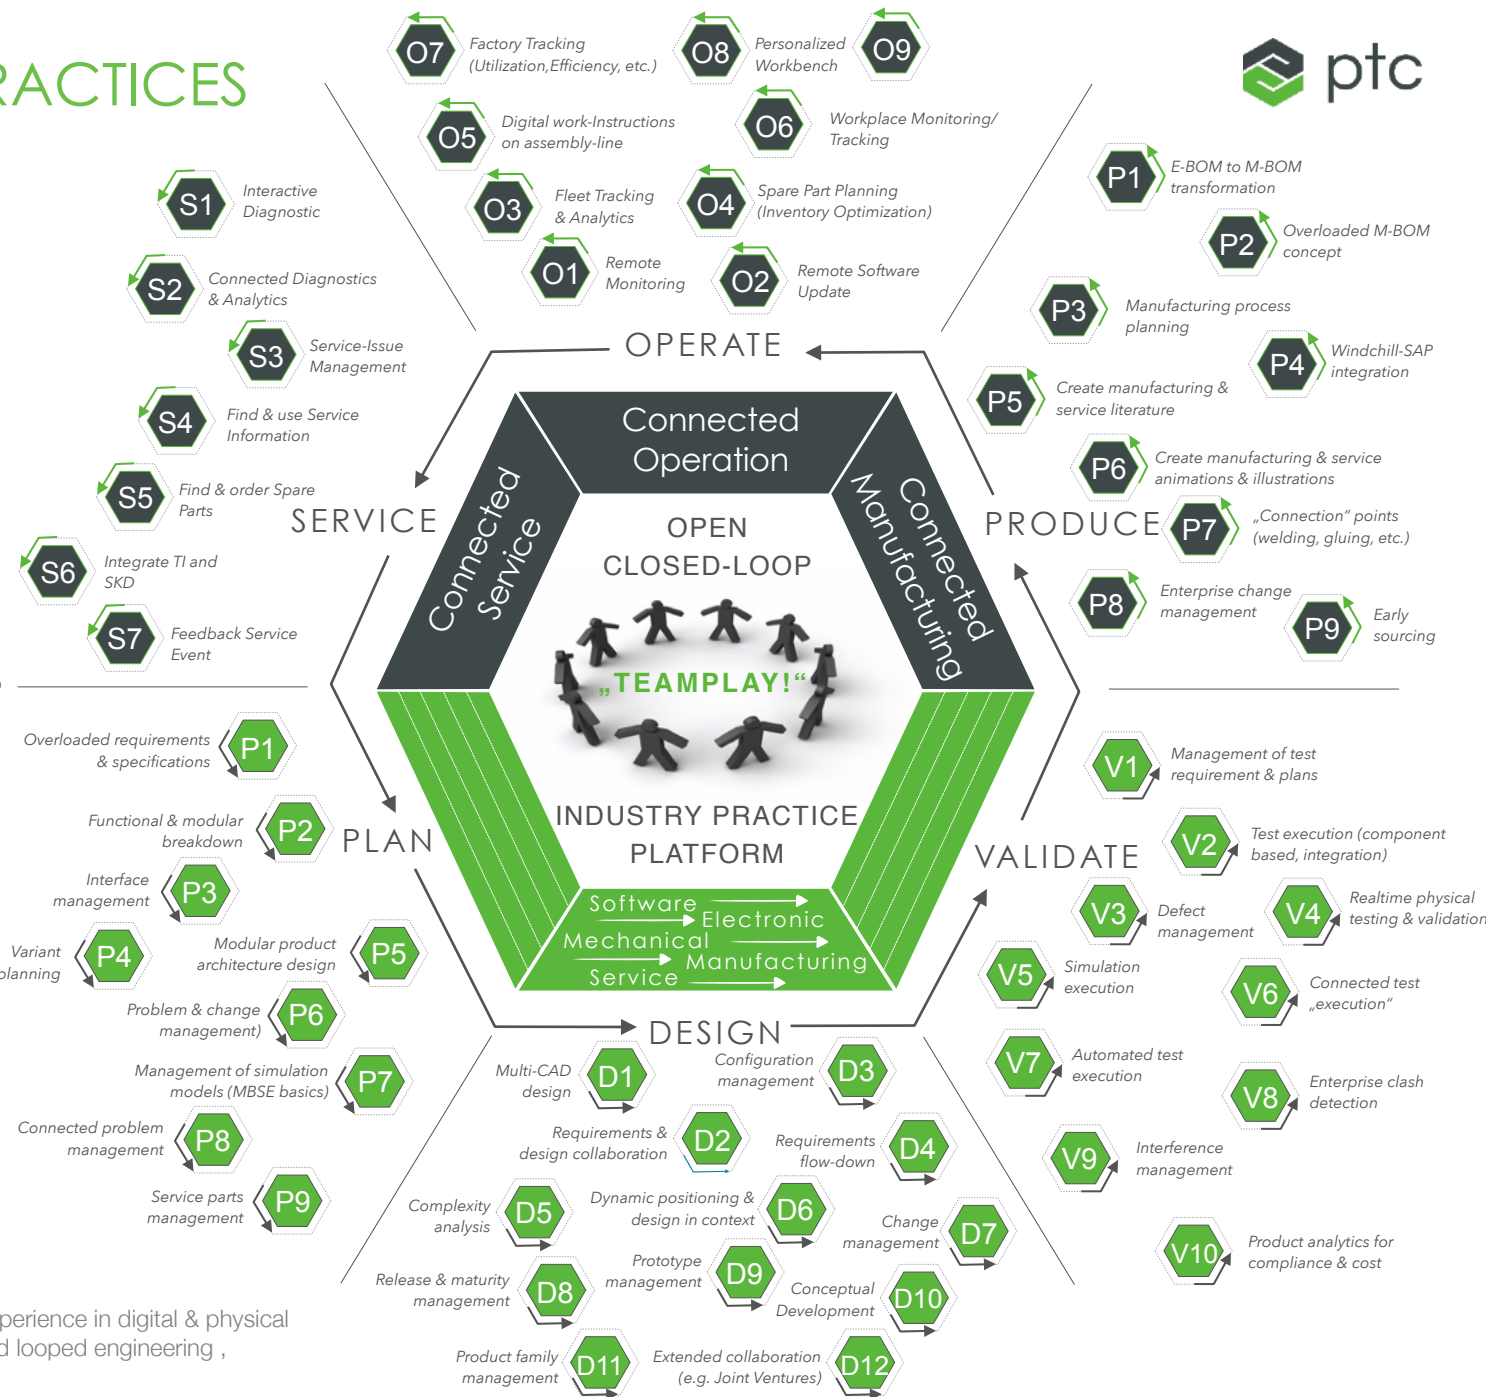 RACTICES
ptc
O7
Factory Tracking
(Utilization,Efficiency, etc.)
O8
Personalized
Workbench
O9
O5
Digital work-Instructions
on assembly-line
O6
Workplace Monitoring/
Tracking
O3
Fleet Tracking
& Analytics
O4
Spare Part Planning
(Inventory Optimization)
O1
Remote
Monitoring
O2
Remote Software
Update
S1
Interactive
Diagnostic
S2
Connected Diagnostics
& Analytics
S3
Service-Issue
Management
S4
Find & use Service
Information
S5
Find & order Spare
Parts
S6
Integrate TI and
SKD
S7
Feedback Service
Event
P1
E-BOM to M-BOM
transformation
P2
Overloaded M-BOM
concept
P3
Manufacturing process
planning
P4
Windchill-SAP
integration
P5
Create manufacturing &
service literature
P6
Create manufacturing & service
animations & illustrations
P7
„Connection“ points
(welding, gluing, etc.)
P8
Enterprise change
management
P9
Early
sourcing
OPERATE
SERVICE
PRODUCE
PLAN
VALIDATE
DESIGN
Connected
Operation
Connected
Service
Connected
Manufacturing
OPEN
CLOSED-LOOP
„TEAMPLAY!“
INDUSTRY PRACTICE
PLATFORM
Software
Electronic
Mechanical
Manufacturing
Service
Overloaded requirements
& specifications
P1
Functional & modular
breakdown
P2
Interface
management
P3
Variant
planning
P4
Modular product
architecture design
P5
Problem & change
management)
P6
Management of simulation
models (MBSE basics)
P7
Connected problem
management
P8
Service parts
management
P9
V1
Management of test
requirement & plans
V2
Test execution (component
based, integration)
V3
Defect
management
V4
Realtime physical
testing & validation
V5
Simulation
execution
V6
Connected test
„execution“
V7
Automated test
execution
V8
Enterprise clash
detection
V9
Interference
management
V10
Product analytics for
compliance & cost
Multi-CAD
design
D1
Configuration
management
D3
Requirements &
design collaboration
D2
Requirements
flow-down
D4
Complexity
analysis
D5
Dynamic positioning &
design in context
D6
Change
management
D7
Release & maturity
management
D8
Prototype
management
D9
Conceptual
Development
D10
Product family
management
D11
Extended collaboration
(e.g. Joint Ventures)
D12
perience in digital & physical
d looped engineering ,